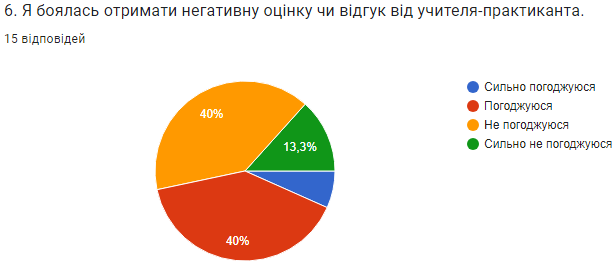 6. Я боялась отримати негативну оцінку чи відгук від учителя-практиканта.
15 відповідей
Сильно погоджуюся
Погоджуюся
Не погоджуюся
Сильно не погоджуюся
40%
13,3%
40%